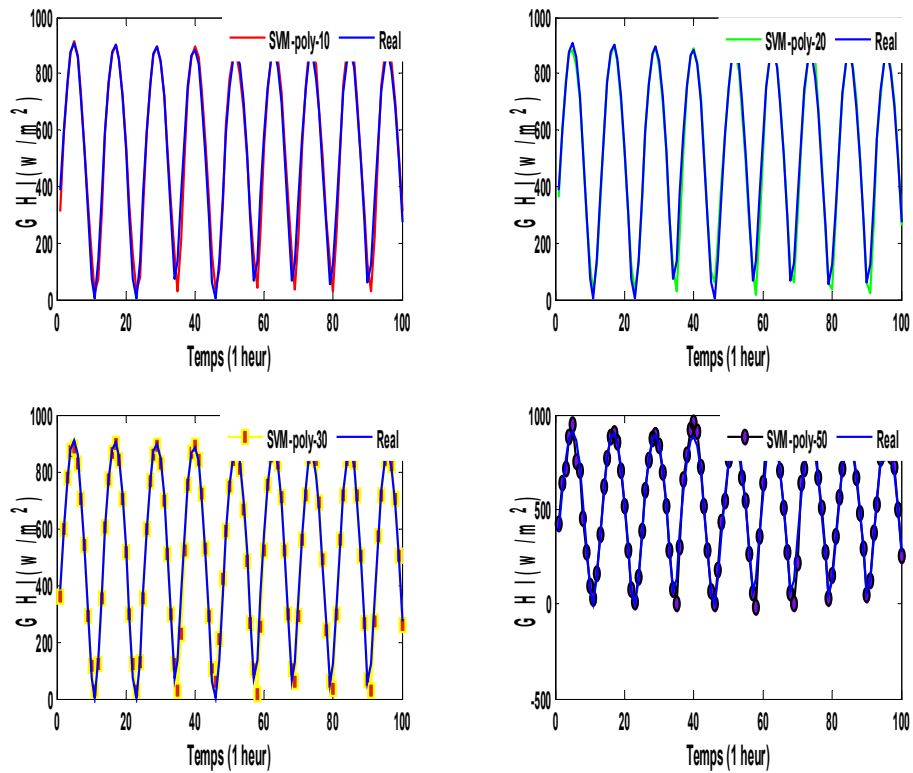 1000
800
600
400
200
0
0 20 40 60 80 100
G H I ( w / m 2 )
Temps (1 heur)
SVM-poly-10 Real
1000
800
600
400
200
0
0 20 40 60 80 100
G H I ( w / m 2 )
Temps (1 heur)
SVM-poly-20 Real
1000
800
600
400
200
0
0 20 40 60 80 100
G H I ( w / m 2 )
Temps (1 heur)
SVM-poly-30 Real
1000
500
0
-500
0 20 40 60 80 100
G H I ( w / m 2 )
Temps (1 heur)
SVM-poly-50 Real